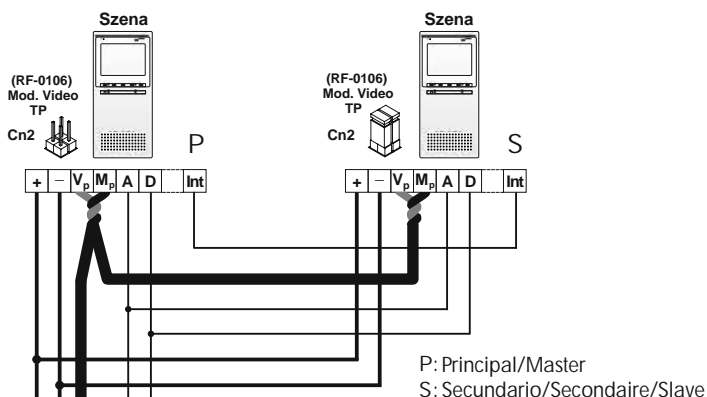 Szena
(RF-0106)
Mod. Video
TP
Cn2
P
+ – Vp Mp A D Int
Szena
(RF-0106)
Mod. Video
TP
Cn2
S
+ – Vp Mp A D Int
P: Principal/Master
S: Secundario/Secondaire/Slave